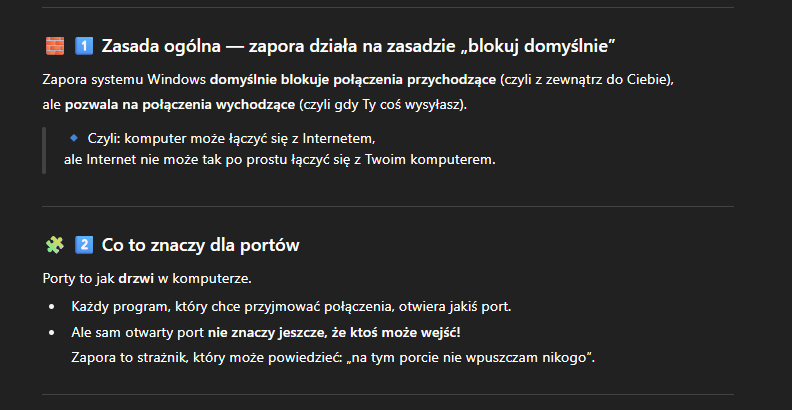 🧱 1️⃣ Zasada ogólna — zapora działa na zasadzie „blokuj domyślnie”
Zapora systemu Windows domyślnie blokuje połączenia przychodzące (czyli z zewnątrz do Ciebie),
ale pozwala na połączenia wychodzące (czyli gdy Ty coś wysyłasz).
🔹 Czyli: komputer może łączyć się z Internetem,
ale Internet nie może tak po prostu łączyć się z Twoim komputerem.
🧩 2️⃣ Co to znaczy dla portów
Porty to jak drzwi w komputerze.
• Każdy program, który chce przyjmować połączenia, otwiera jakiś port.
• Ale sam otwarty port nie znaczy jeszcze, że ktoś może wejść!
Zapora to strażnik, który może powiedzieć: „na tym porcie nie wpuszczam nikogo”.